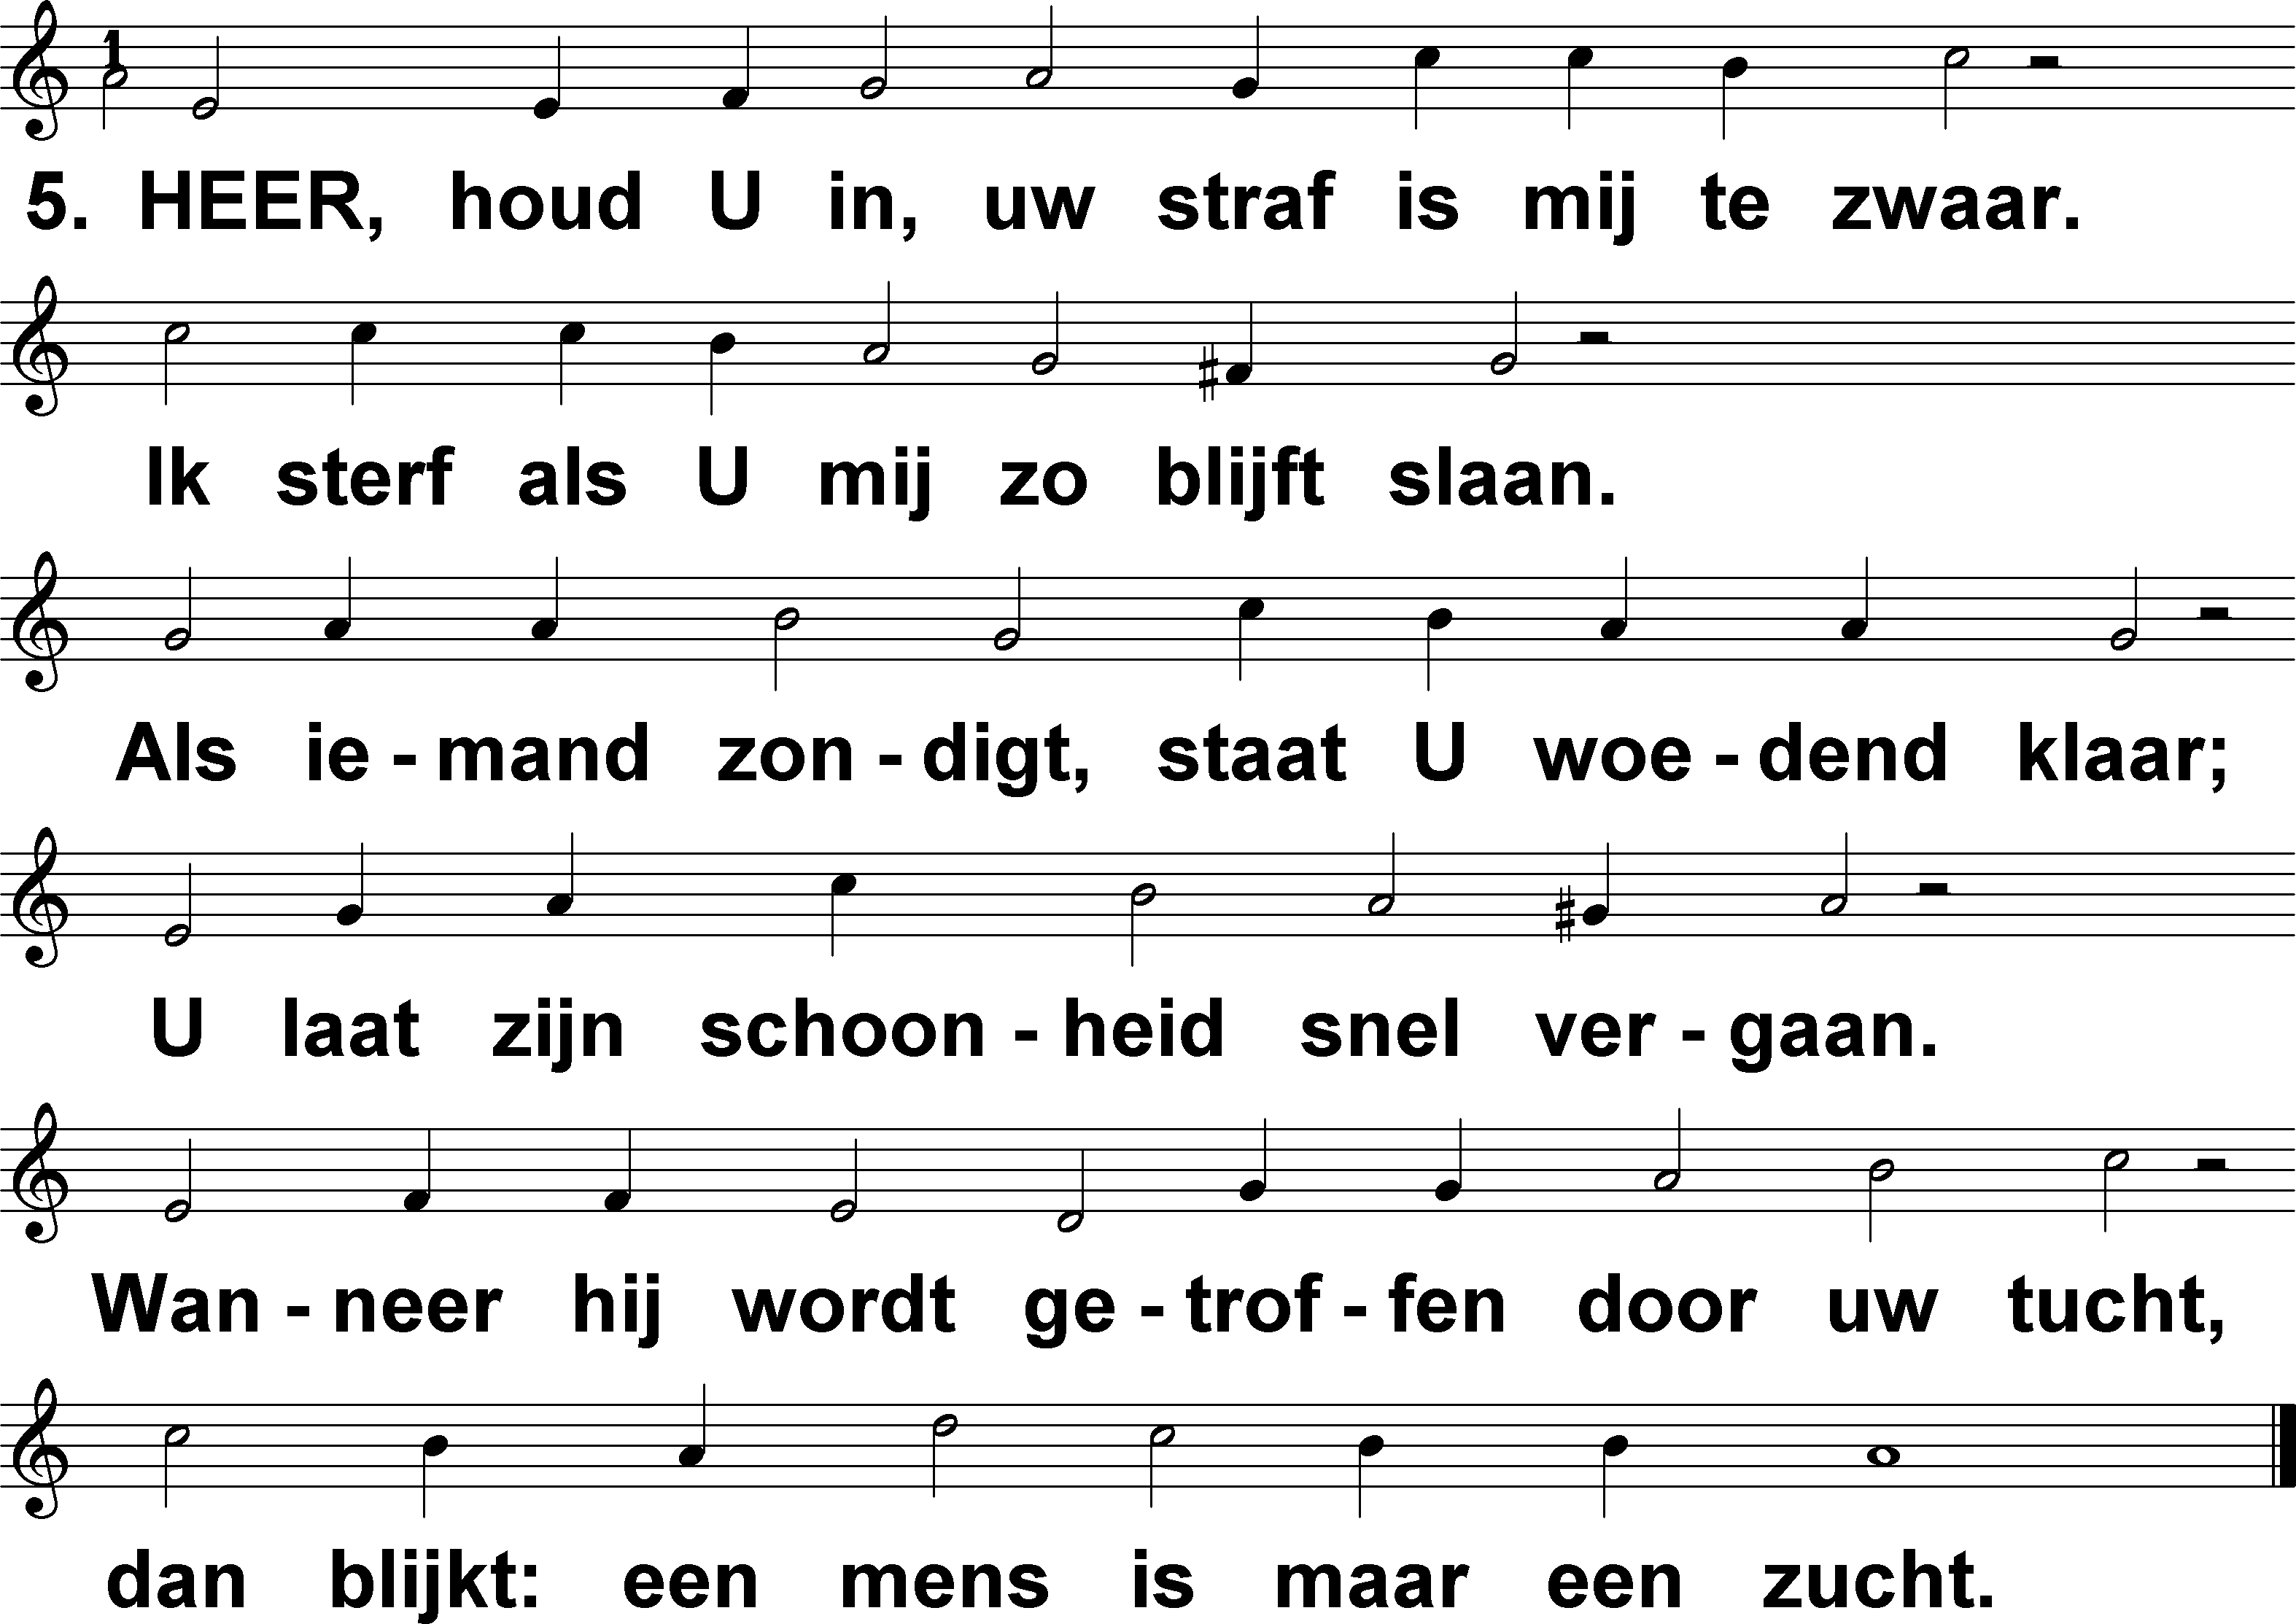 1
5. HEER, houd U in, uw straf is mij te zwaar.
Ik sterf als U mij zo blijft slaan.
Als ie - mand zon - digt, staat U woe - dend klaar;
U laat zijn schoon - heid snel ver - gaan.
Wan - neer hij wordt ge - trof - fen door uw tucht,
dan blijkt: een mens is maar een zucht.